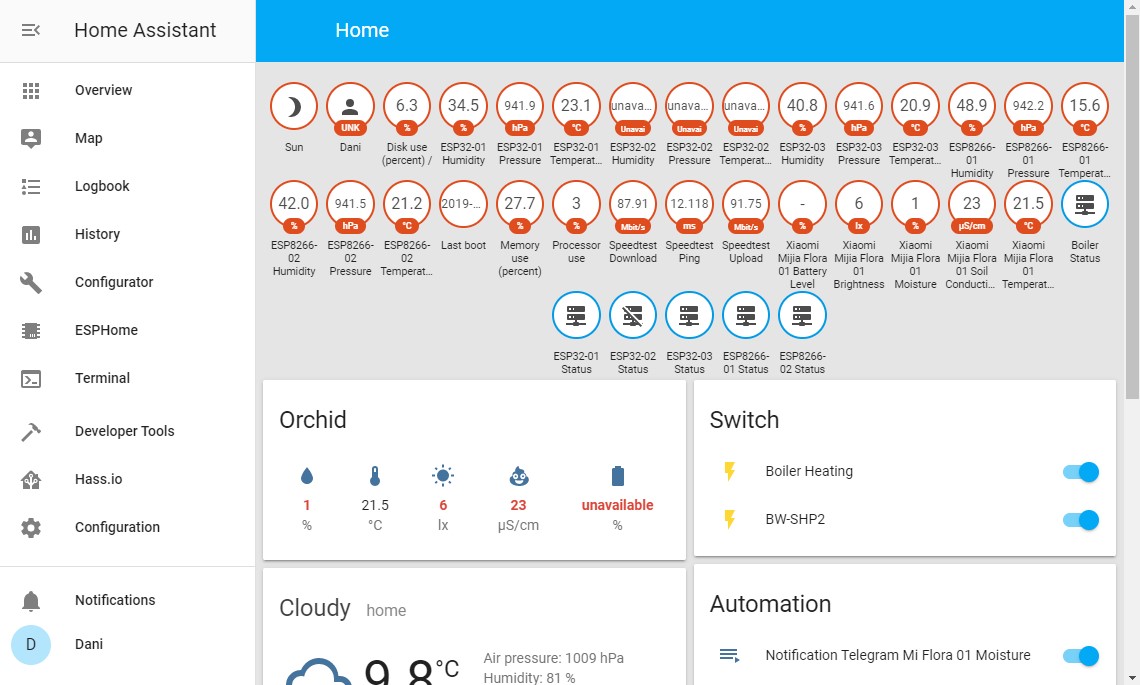 Home Assistant
Home
Overview
Map
Logbook
History
Configurator
ESPHome
Terminal
Developer Tools
Hass.io
Configuration
Notifications
D
Dani
Sun
UNK
Dani
6.3
%
Disk use
(percent) /
34.5
%
ESP32-01
Humidity
941.9
hPa
ESP32-01
Pressure
23.1
°C
ESP32-01
Temperat...
unava...
Unavai
ESP32-02
Humidity
unava...
Unavai
ESP32-02
Pressure
unava...
Unavai
ESP32-02
Temperat...
40.8
%
ESP32-03
Humidity
941.6
hPa
ESP32-03
Pressure
20.9
°C
ESP32-03
Temperat...
48.9
%
ESP8266-
01
Humidity
942.2
hPa
ESP8266-
01
Pressure
15.6
°C
ESP8266-
01
Temperat...
42.0
%
ESP8266-
02
Humidity
941.5
hPa
ESP8266-
02
Pressure
21.2
°C
ESP8266-
02
Temperat...
2019-...
Last boot
27.7
%
Memory
use
(percent)
3
%
Processor
use
87.91
Mbit/s
Speedtest
Download
12.118
ms
Speedtest
Ping
91.75
Mbit/s
Speedtest
Upload
-
%
Xiaomi
Mijia Flora
01 Battery
Level
6
lx
Xiaomi
Mijia Flora
01
Brightness
1
%
Xiaomi
Mijia Flora
01
Moisture
23
µS/cm
Xiaomi
Mijia Flora
01 Soil
Conducti...
21.5
°C
Xiaomi
Mijia Flora
01
Temperat...
Boiler
Status
ESP32-01
Status
ESP32-02
Status
ESP32-03
Status
ESP8266-
01 Status
ESP8266-
02 Status
Orchid
1
%
21.5
°C
6
lx
23
µS/cm
unavailable
%
Cloudy home
9.8°C
Air pressure: 1009 hPa
Humidity: 81 %
Switch
Boiler Heating
BW-SHP2
Automation
Notification Telegram Mi Flora 01 Moisture